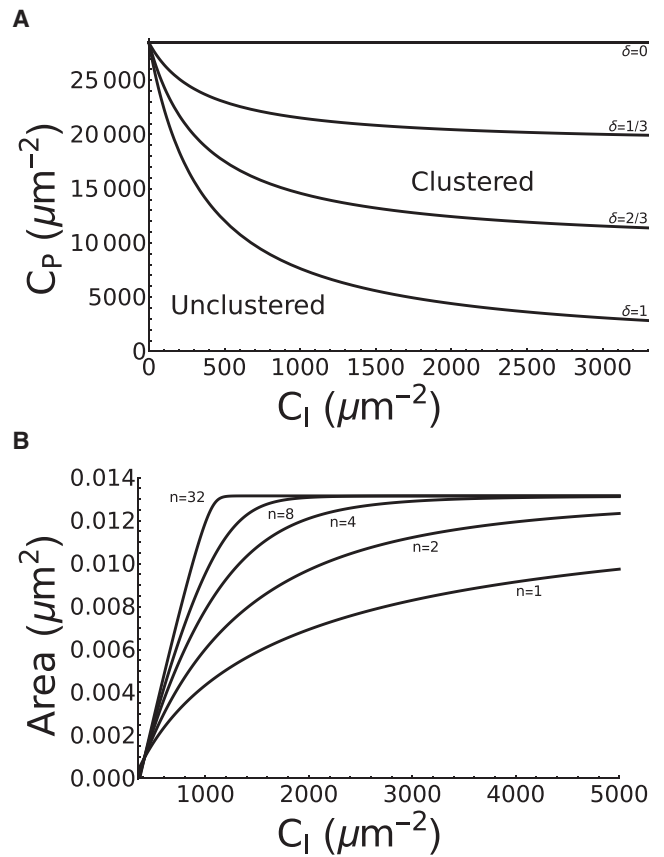 A
C_P (μm⁻²)
25 000
20 000
15 000
10 000
5000
0
δ=0
δ=1/3
Clustered
δ=2/3
Unclustered
δ=1
0 500 1000 1500 2000 2500 3000
C_I (μm⁻²)
B
Area (μm²)
0.014
0.012
0.010
0.008
0.006
0.004
0.002
0.000
n=32
n=8
n=4
n=2
n=1
1000 2000 3000 4000 5000
C_I (μm⁻²)